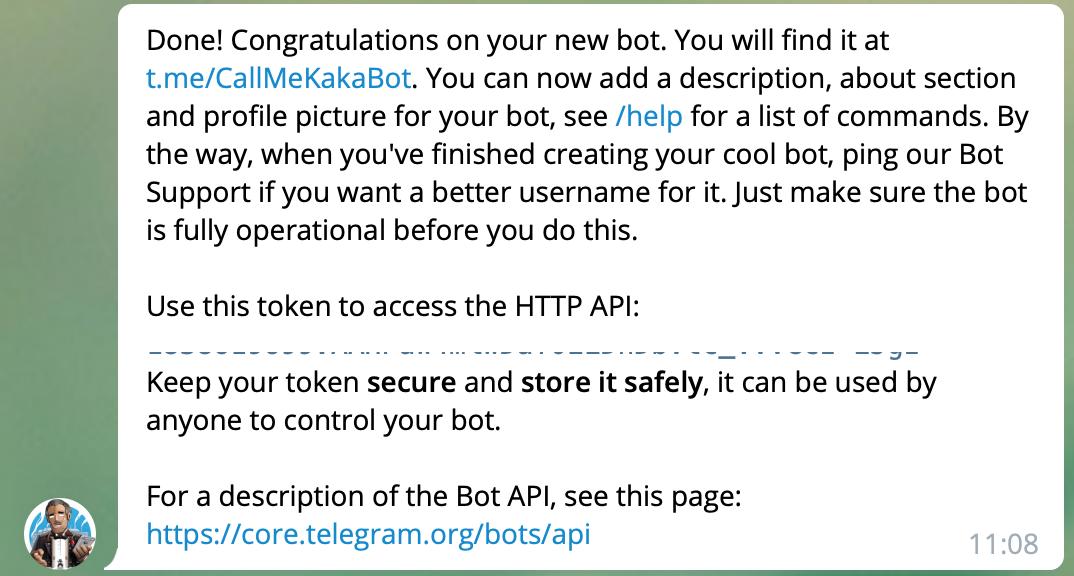 Done! Congratulations on your new bot. You will find it at
t.me/CallMeKakaBot. You can now add a description, about section
and profile picture for your bot, see /help for a list of commands. By
the way, when you've finished creating your cool bot, ping our Bot
Support if you want a better username for it. Just make sure the bot
is fully operational before you do this.
Use this token to access the HTTP API:
Keep your token secure and store it safely, it can be used by
anyone to control your bot.
For a description of the Bot API, see this page:
https://core.telegram.org/bots/api
11:08